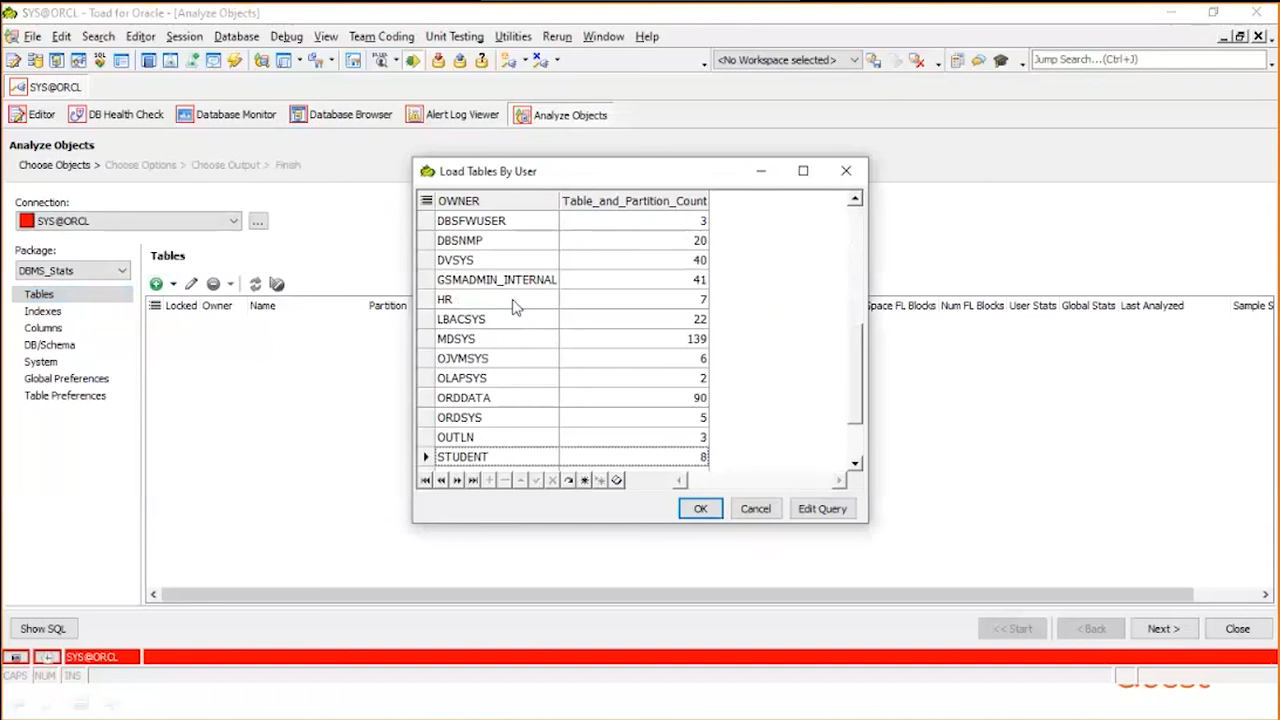 SYS@ORCL - Toad for Oracle - [Analyze Objects]
File Edit Search Editor Session Database Debug View Team Coding Unit Testing Utilities Rerun Window Help
SQL <No Workspace selected> Jump Search...(Ctrl+J)
SYS@ORCL
Editor DB Health Check Database Monitor Database Browser Alert Log Viewer Analyze Objects
Analyze Objects
Choose Objects > Choose Options > Choose Output > Finish
Connection:
SYS@ORCL ...
Package:
DBMS_Stats
Tables
Indexes
Columns
DB/Schema
System
Global Preferences
Table Preferences
Tables
Locked Owner Name Partition Space FL Blocks Num FL Blocks User Stats Global Stats Last Analyzed Sample S
Load Tables By User
OWNER Table_and_Partition_Count
DBSFWUSER 3
DBSNMP 20
DVSYS 40
GSMADMIN_INTERNAL 41
HR 7
LBACSYS 22
MDSYS 139
OJVMSYS 6
OLAPSYS 2
ORDDATA 90
ORDSYS 5
OUTLN 3
STUDENT 8
OK Cancel Edit Query
Show SQL << Start < Back Next > Close
SYS@ORCL
CAPS NUM INS